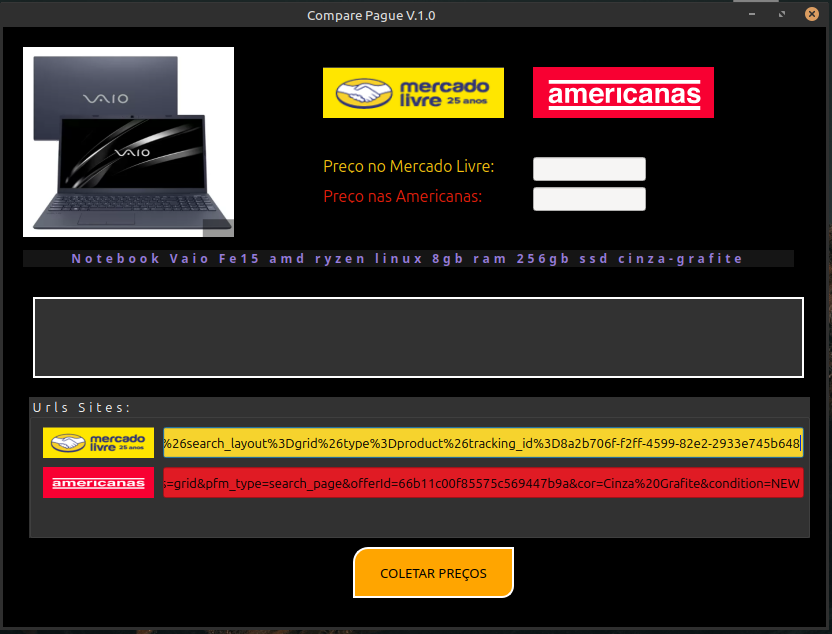 Compare Pague V.1.0
VAIO
VAIO
mercado
livre 25 anos
americanas
Preço no Mercado Livre:
Preço nas Americanas:
Notebook Vaio Fe15 amd ryzen linux 8gb ram 256gb ssd cinza-grafite
Urls Sites:
mercado
livre 25 anos
%26search_layout%3Dgrid%26type%3Dproduct%26tracking_id%3D8a2b706f-f2ff-4599-82e2-2933e745b648
americanas
s=grid&pfm_type=search_page&offerId=66b11c00f85575c569447b9a&cor=Cinza%20Grafite&condition=NEW
COLETAR PREÇOS